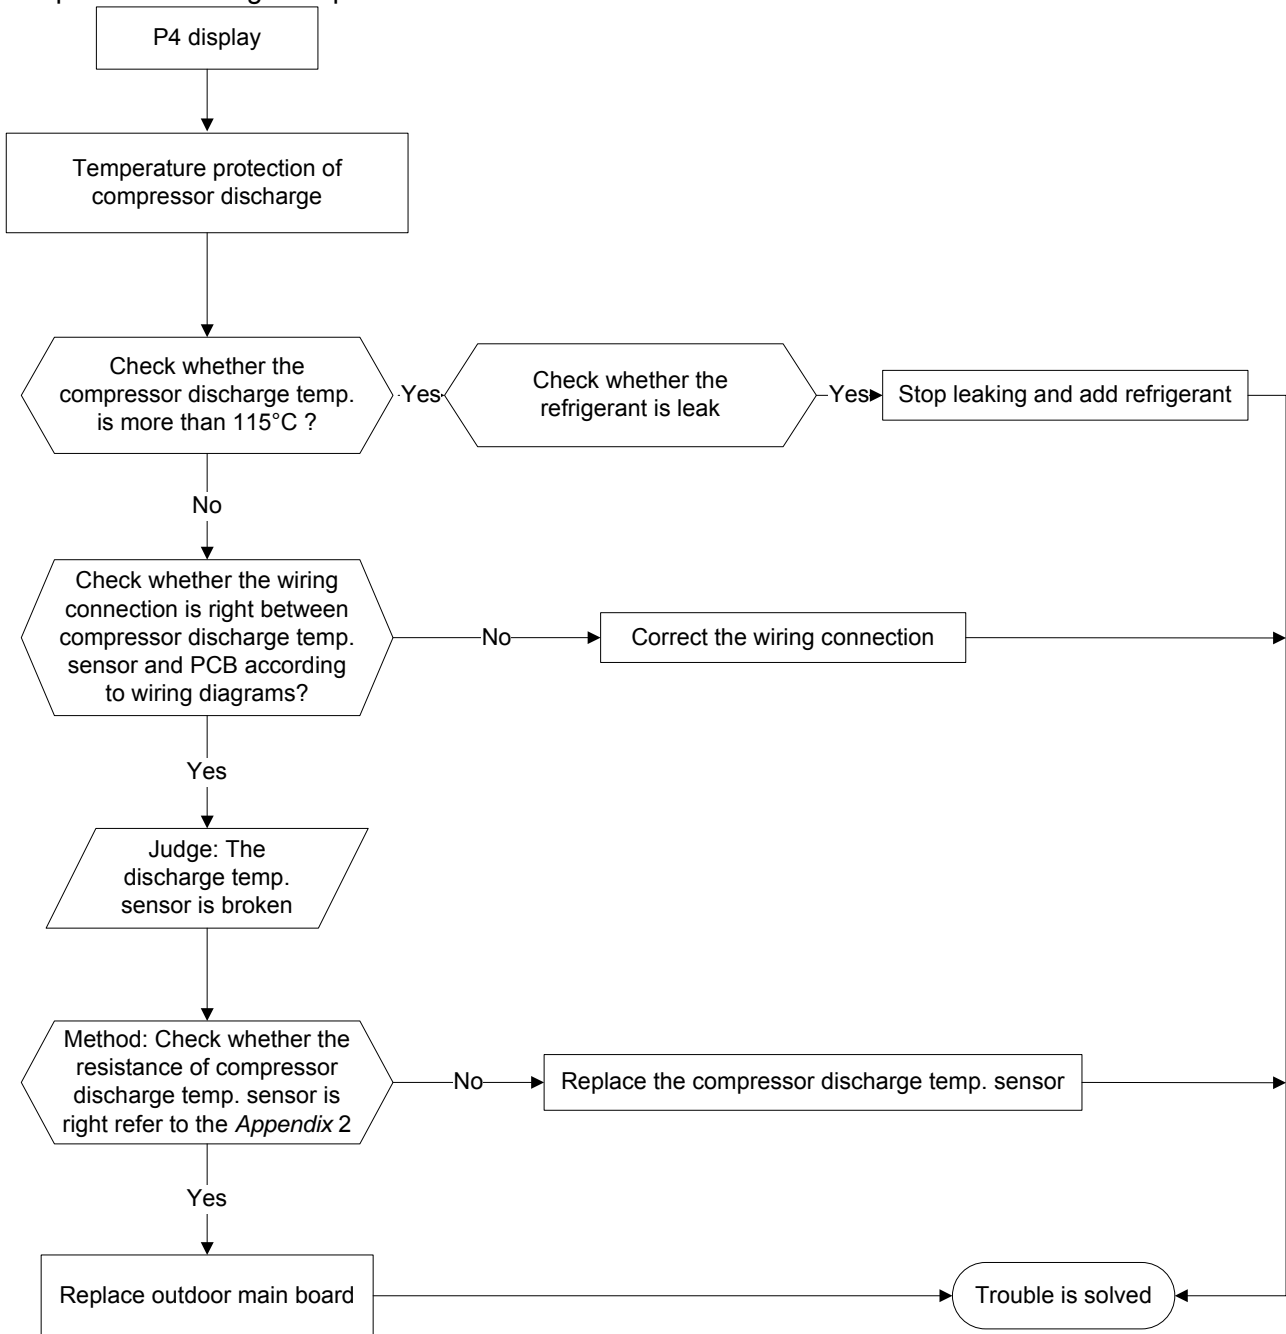 P4 display
Temperature protection of
compressor discharge
Check whether the
compressor discharge temp.
is more than 115°C ?
Yes
Check whether the
refrigerant is leak
Yes
Stop leaking and add refrigerant
No
Check whether the wiring
connection is right between
compressor discharge temp.
sensor and PCB according
to wiring diagrams?
No
Correct the wiring connection
Yes
Judge: The
discharge temp.
sensor is broken
Method: Check whether the
resistance of compressor
discharge temp. sensor is
right refer to the Appendix 2
No
Replace the compressor discharge temp. sensor
Yes
Replace outdoor main board
Trouble is solved